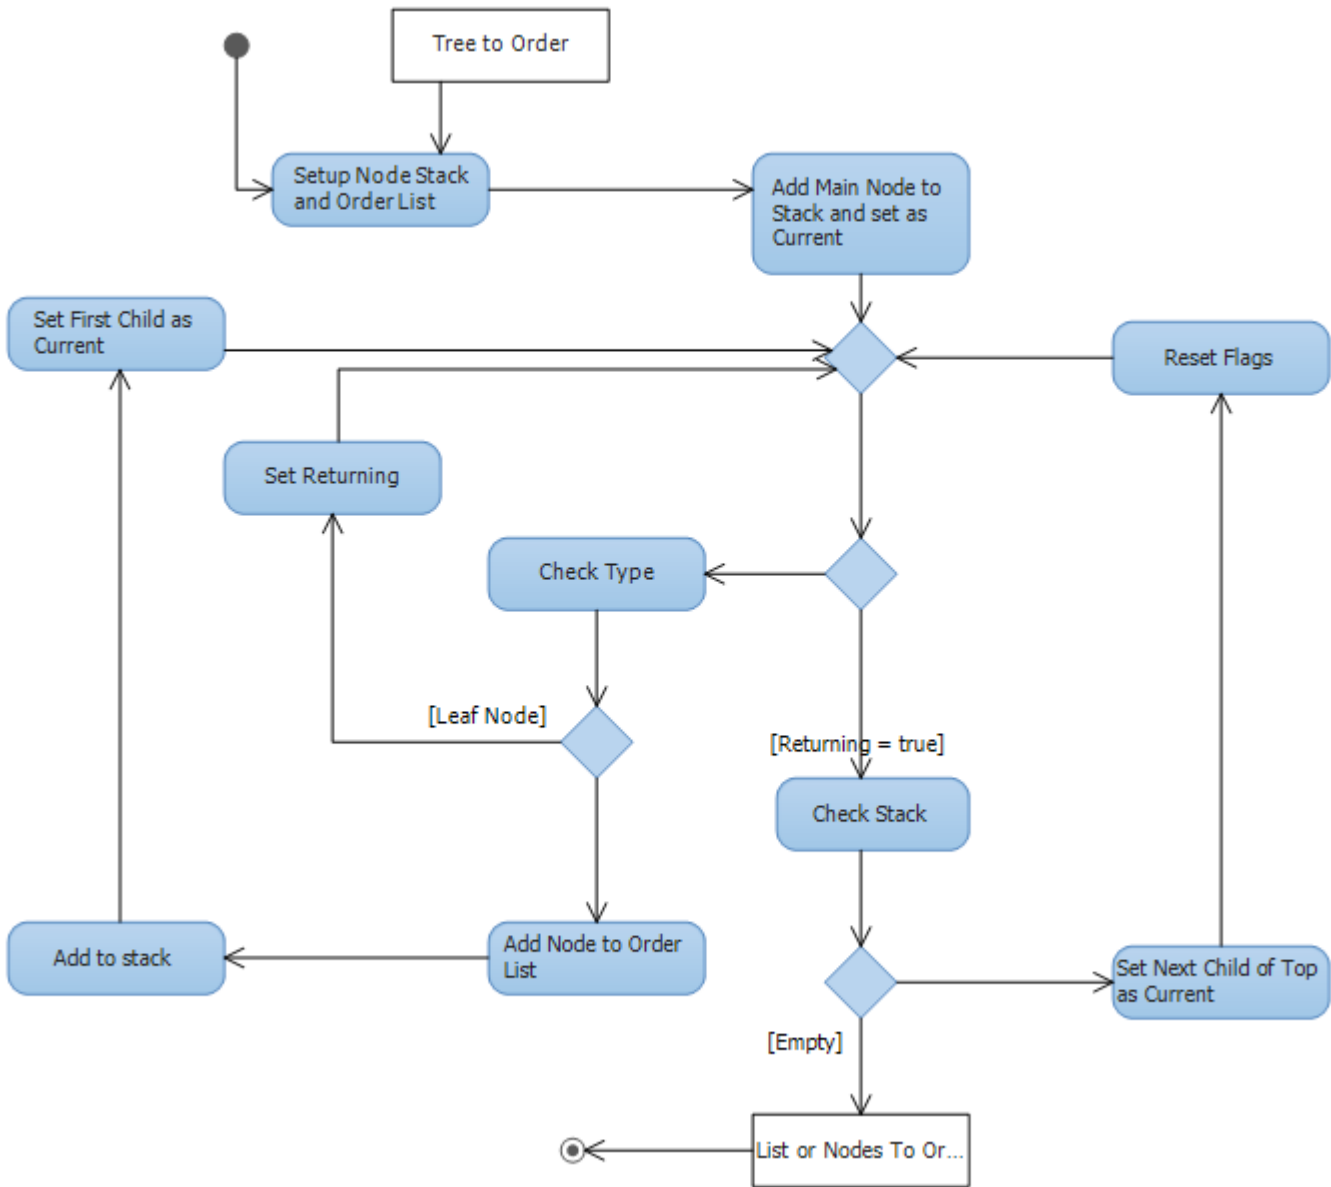 Tree to Order
Setup Node Stack
and Order List
Add Main Node to
Stack and set as
Current
Set First Child as
Current
Reset Flags
Set Returning
Check Type
[Leaf Node]
[Returning = true]
Check Stack
Add to stack
Add Node to Order
List
Set Next Child of Top
as Current
[Empty]
List or Nodes To Or...